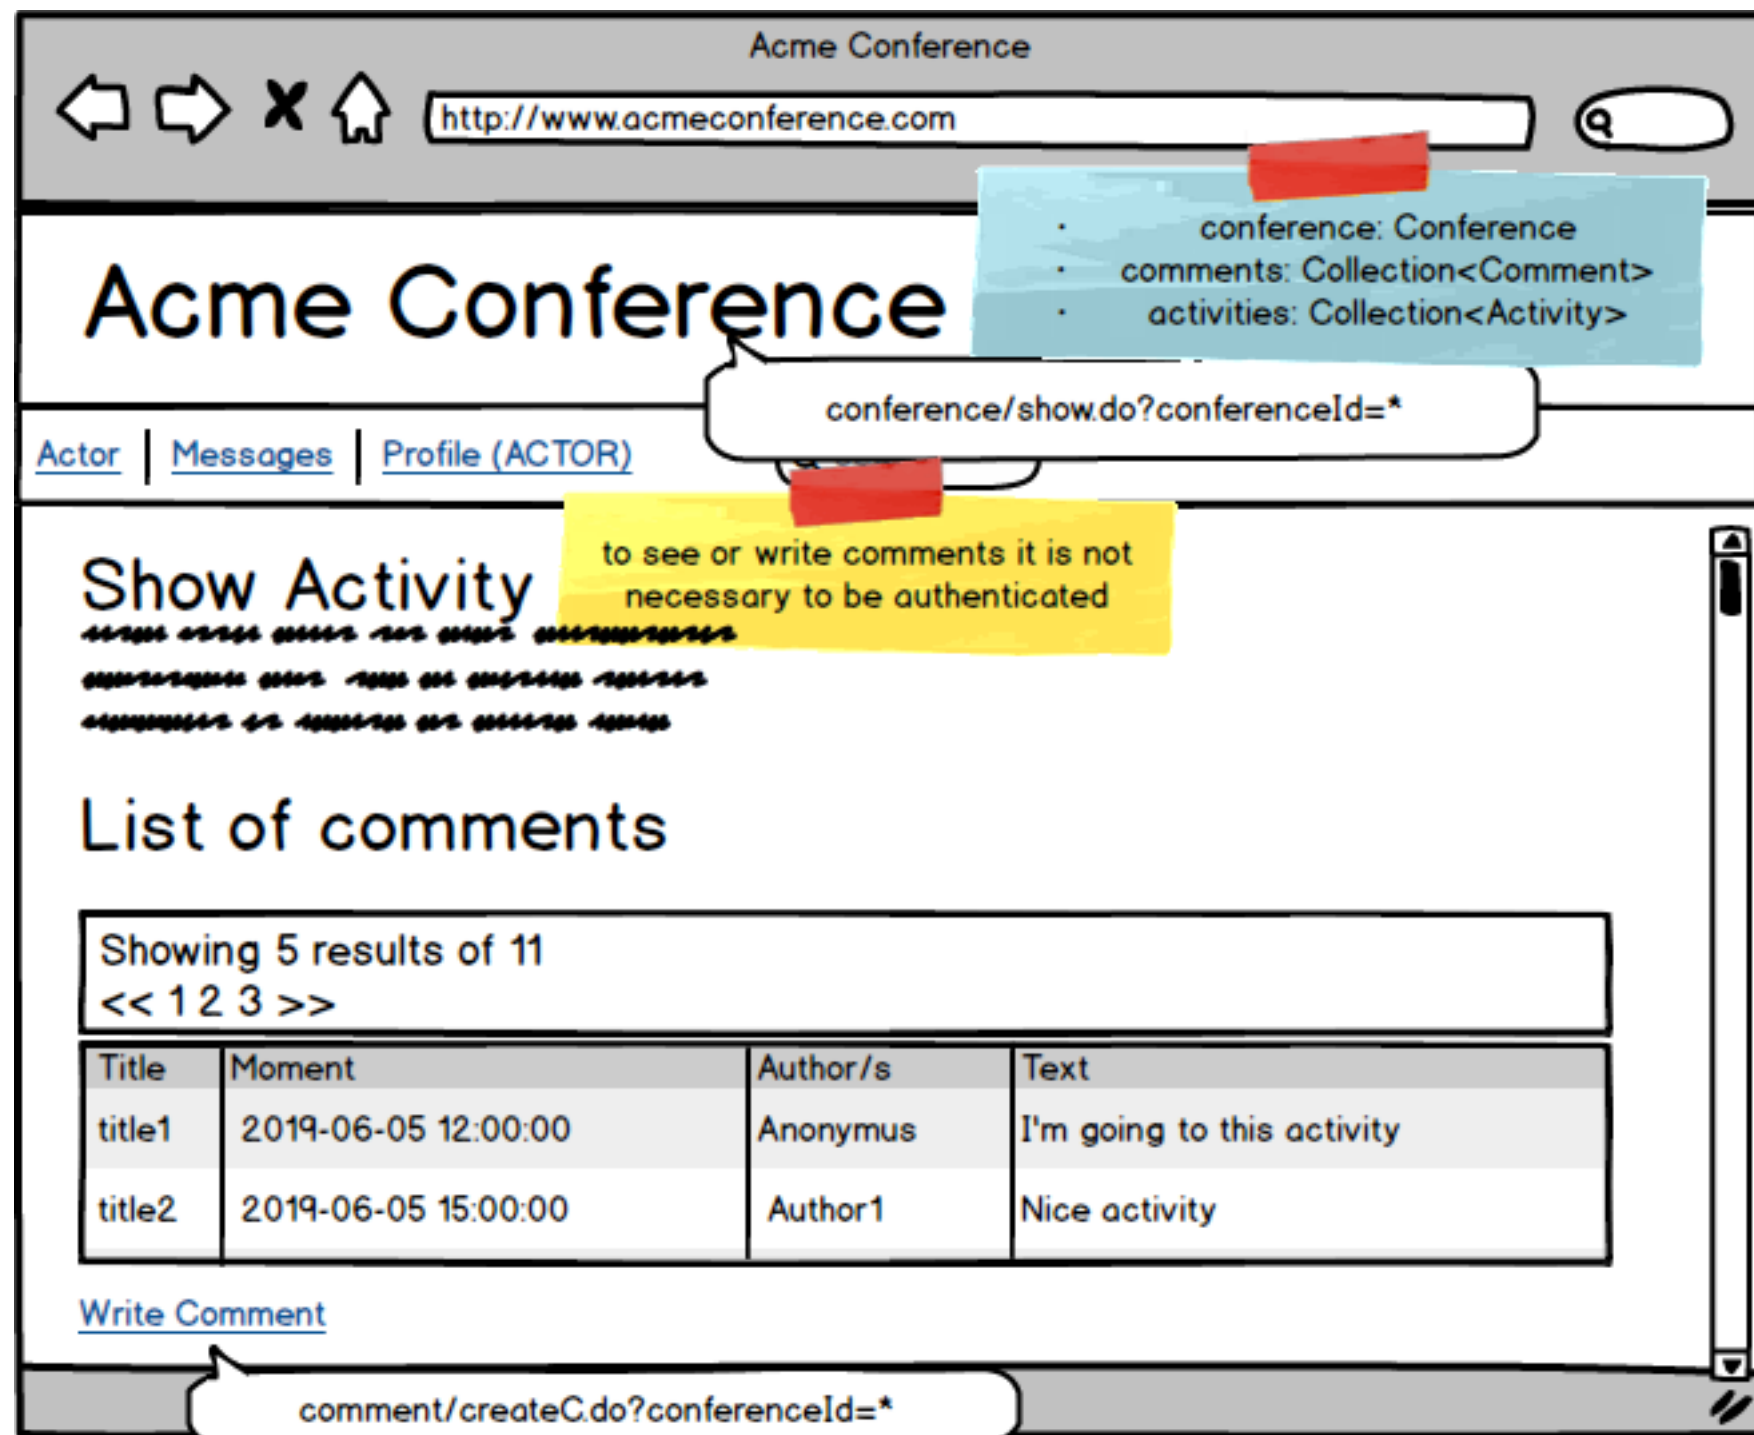 Acme Conference
http://www.acmeconference.com
· conference: Conference
· comments: Collection<Comment>
· activities: Collection<Activity>
Acme Conference
conference/show.do?conferenceId=*
Actor | Messages | Profile (ACTOR)
to see or write comments it is not
necessary to be authenticated
Show Activity
List of comments
Showing 5 results of 11
<< 1 2 3 >>
Title Moment Author/s Text
title1 2019-06-05 12:00:00 Anonymus I'm going to this activity
title2 2019-06-05 15:00:00 Author1 Nice activity
Write Comment
comment/createC.do?conferenceId=*